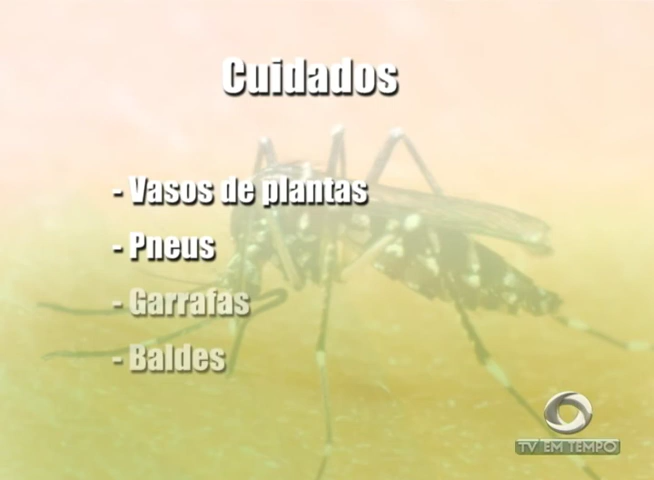 Cuidados
- Vasos de plantas
- Pneus
- Garrafas
- Baldes
TV EM TEMPO